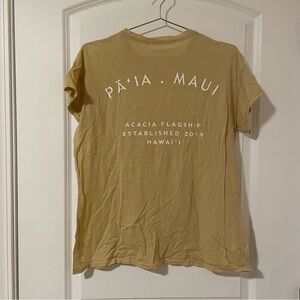 PĀ‘IA . MAUI
ACACIA FLAGSHIP
ESTABLISHED 2019
HAWAI‘I